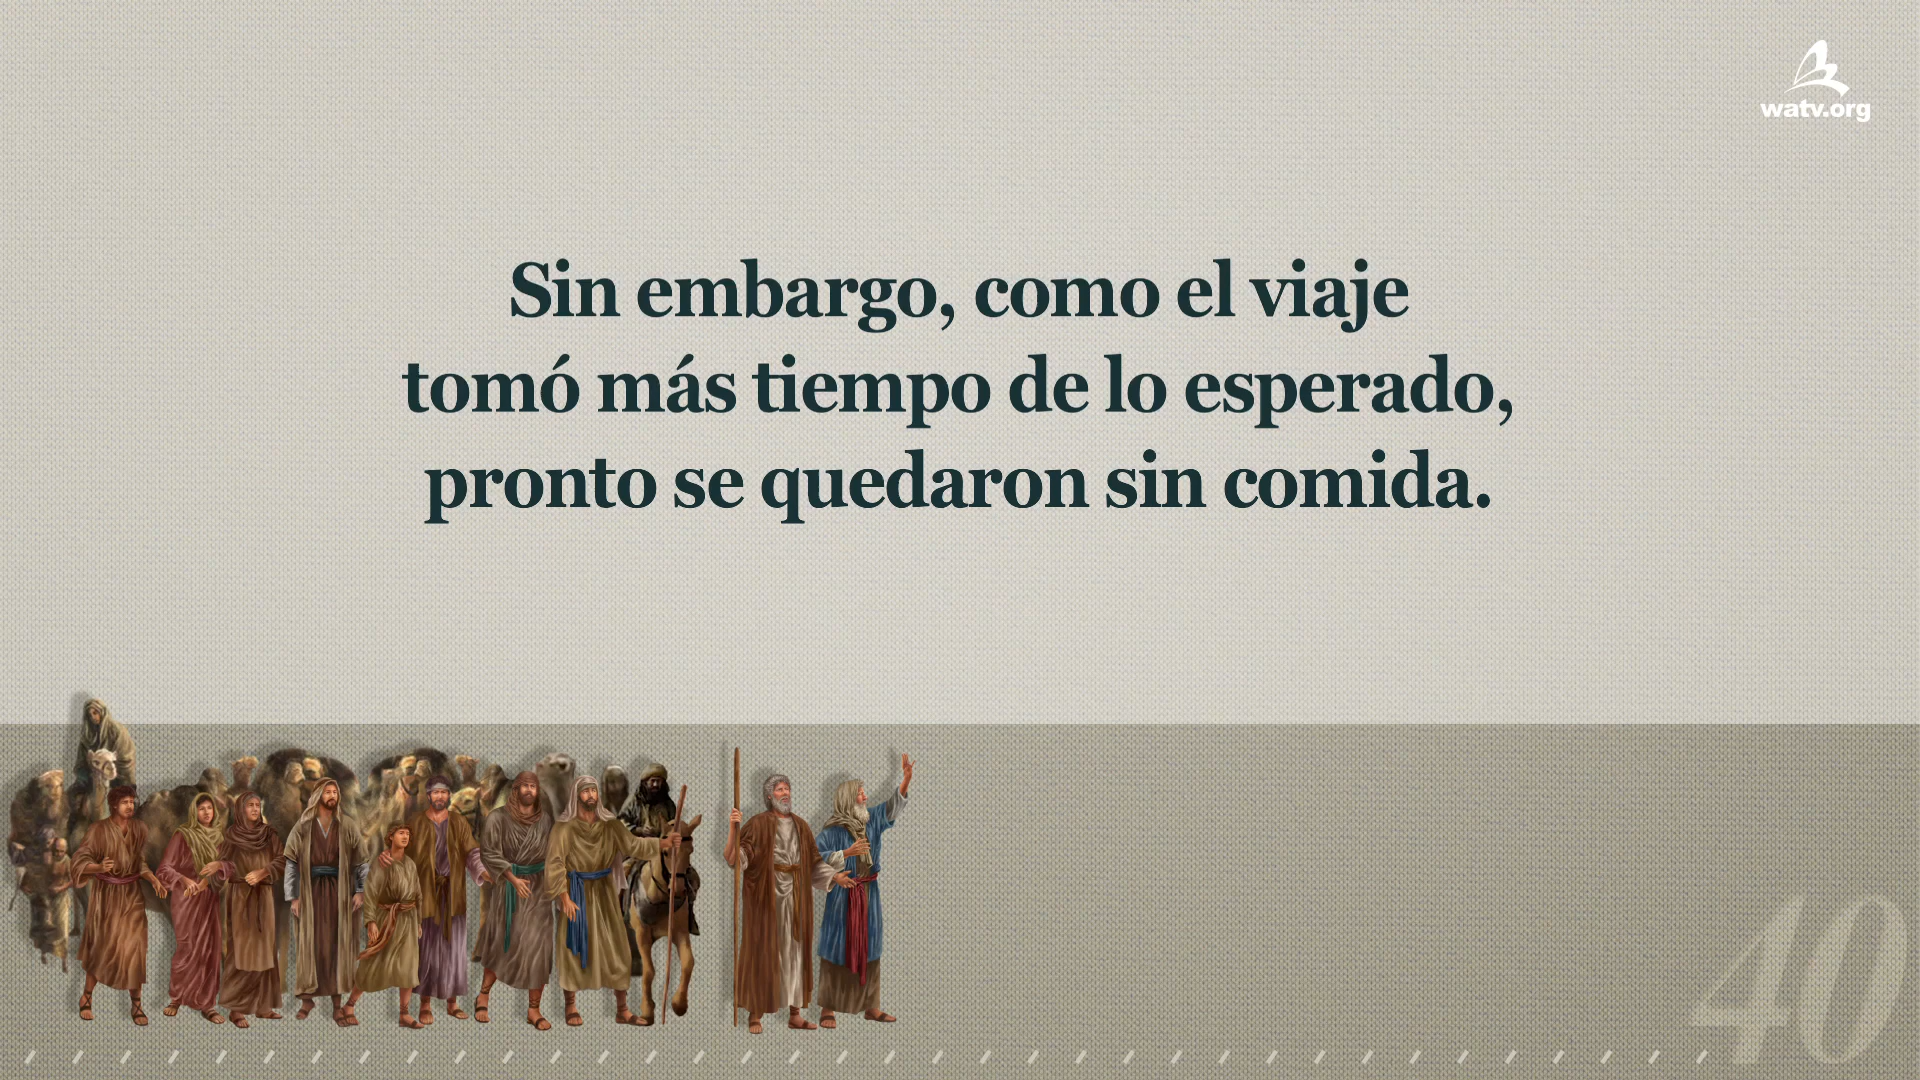 watv.org
Sin embargo, como el viaje
tomó más tiempo de lo esperado,
pronto se quedaron sin comida.
40